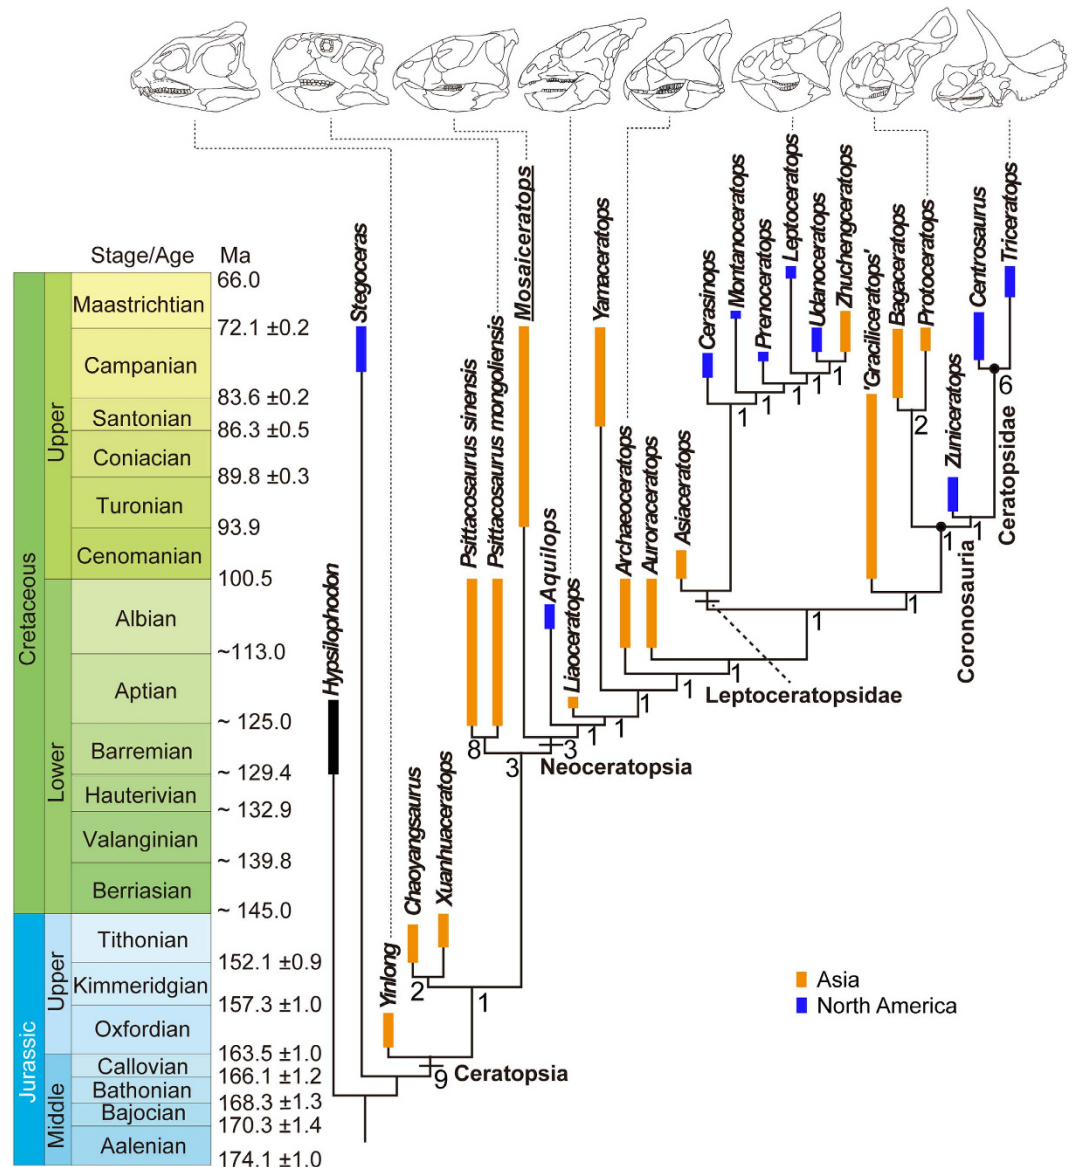 Stage/Age Ma
Cretaceous
Upper
Lower
Jurassic
Upper
Middle
66.0
Maastrichtian
72.1 ±0.2
Campanian
83.6 ±0.2
Santonian
86.3 ±0.5
Coniacian
89.8 ±0.3
Turonian
93.9
Cenomanian
100.5
Albian
~113.0
Aptian
~ 125.0
Barremian
~ 129.4
Hauterivian
~ 132.9
Valanginian
~ 139.8
Berriasian
~ 145.0
Tithonian
152.1 ±0.9
Kimmeridgian
157.3 ±1.0
Oxfordian
163.5 ±1.0
Callovian
166.1 ±1.2
Bathonian
168.3 ±1.3
Bajocian
170.3 ±1.4
Aalenian
174.1 ±1.0
Hypsilophodon
Stegoceras
Yinlong
Chaoyangsaurus
Xuanhuaceratops
Psittacosaurus sinensis
Psittacosaurus mongoliensis
Mosaiceratops
Aquilops
Liaoceratops
Yamaceratops
Archaeoceratops
Auroraceratops
Asiaceratops
Cerasinops
Montanoceratops
Prenoceratops
Leptoceratops
Udanoceratops
Zhuchengceratops
'Graciliceratops'
Bagaceratops
Protoceratops
Zuniceratops
Centrosaurus
Triceratops
1
1
1
1
1
2
6
1
1
Ceratopsidae
Coronosauria
1
1
1
1
1
1
Leptoceratopsidae
8
3
3
Neoceratopsia
2
1
9
Ceratopsia
Asia
North America